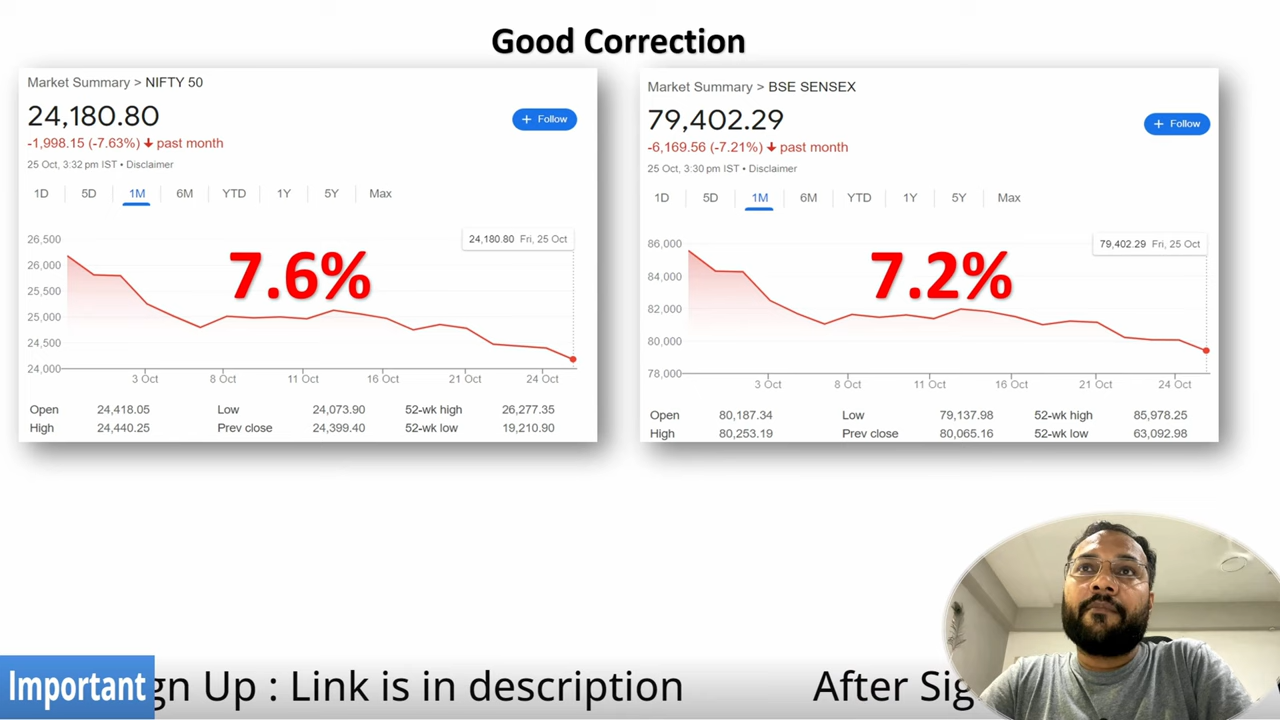 Good Correction
Market Summary > NIFTY 50
24,180.80
+ Follow
-1,998.15 (-7.63%) ↓ past month
25 Oct, 3:32 pm IST • Disclaimer
1D 5D 1M 6M YTD 1Y 5Y Max
24,180.80 Fri, 25 Oct
7.6%
26,500
26,000
25,500
25,000
24,500
24,000
3 Oct 8 Oct 11 Oct 16 Oct 21 Oct 24 Oct
Open 24,418.05 Low 24,073.90 52-wk high 26,277.35
High 24,440.25 Prev close 24,399.40 52-wk low 19,210.90
Market Summary > BSE SENSEX
79,402.29
+ Follow
-6,169.56 (-7.21%) ↓ past month
25 Oct, 3:30 pm IST • Disclaimer
1D 5D 1M 6M YTD 1Y 5Y Max
79,402.29 Fri, 25 Oct
7.2%
86,000
84,000
82,000
80,000
78,000
3 Oct 8 Oct 11 Oct 16 Oct 21 Oct 24 Oct
Open 80,187.34 Low 79,137.98 52-wk high 85,978.25
High 80,253.19 Prev close 80,065.16 52-wk low 63,092.98
Important gn Up : Link is in description After Sig